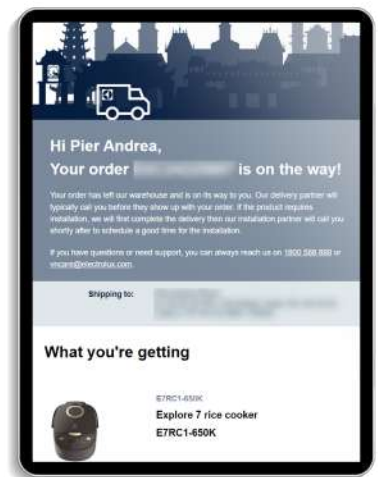 Hi Pier Andrea,
Your order is on the way!
Your order has left our warehouse and is on its way to you. Our delivery partner will
typically call you before they show up with your order. If the product requires
installation, we will first complete the delivery then our installation partner will call you
shortly after to schedule a good time for the installation.
If you have questions or need support, you can always reach us on 1800 588 899 or
vncare@electrolux.com.
Shipping to:
What you're getting
E7RC1-650K
Explore 7 rice cooker
E7RC1-650K